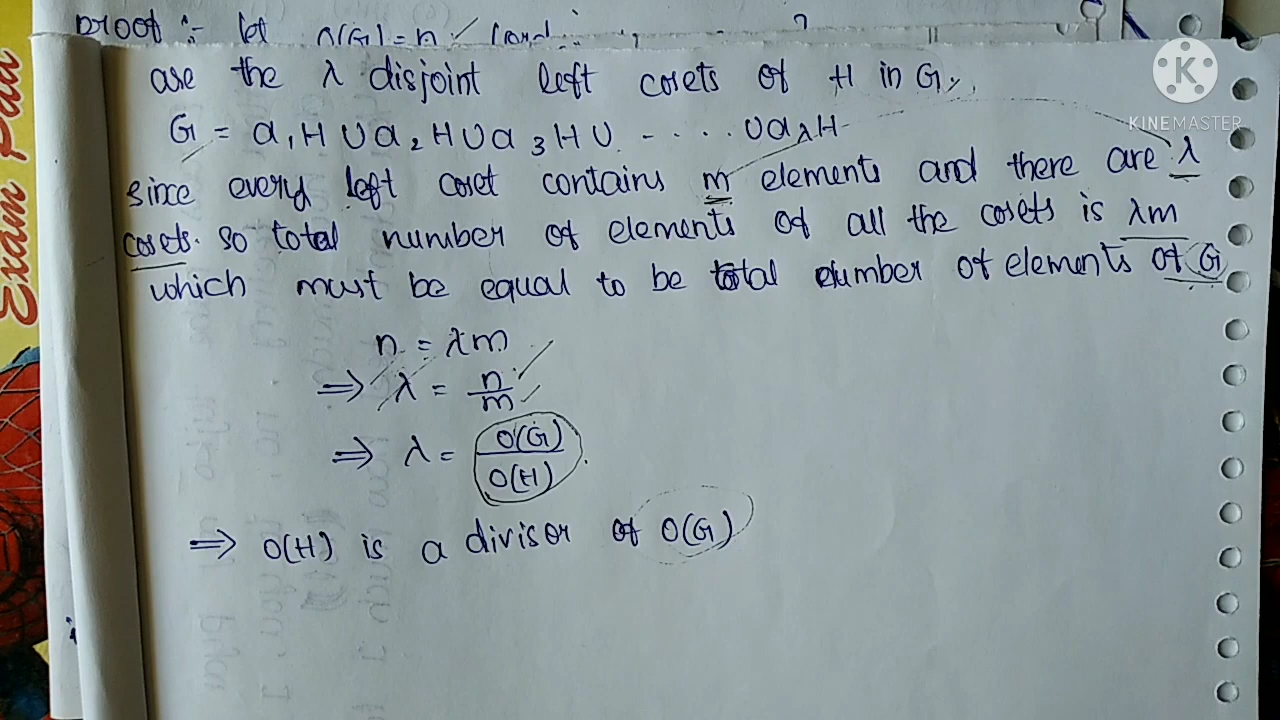 proof :- let O(G) = n
are the λ disjoint left cosets of H in G,
G = a₁H ∪ a₂H ∪ a₃H ∪ - ... ∪ aλH
since every left coset contains m elements and there are λ
cosets. so total number of elements of all the cosets is λm
which must be equal to be total number of elements of G
n = λm
⇒ λ = n/m
⇒ λ = O(G)/O(H).
⇒ O(H) is a divisor of O(G)
Exam Pad
K
KINEMASTER